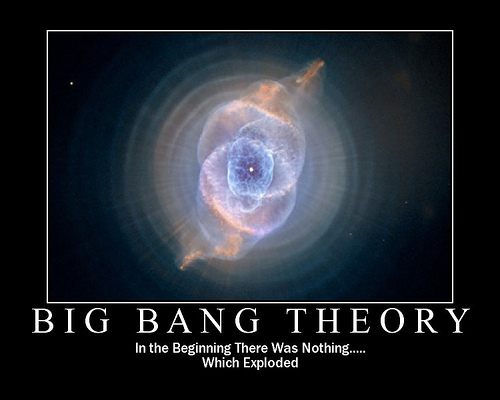 BIG BANG THEORY
In the Beginning There Was Nothing.....
Which Exploded